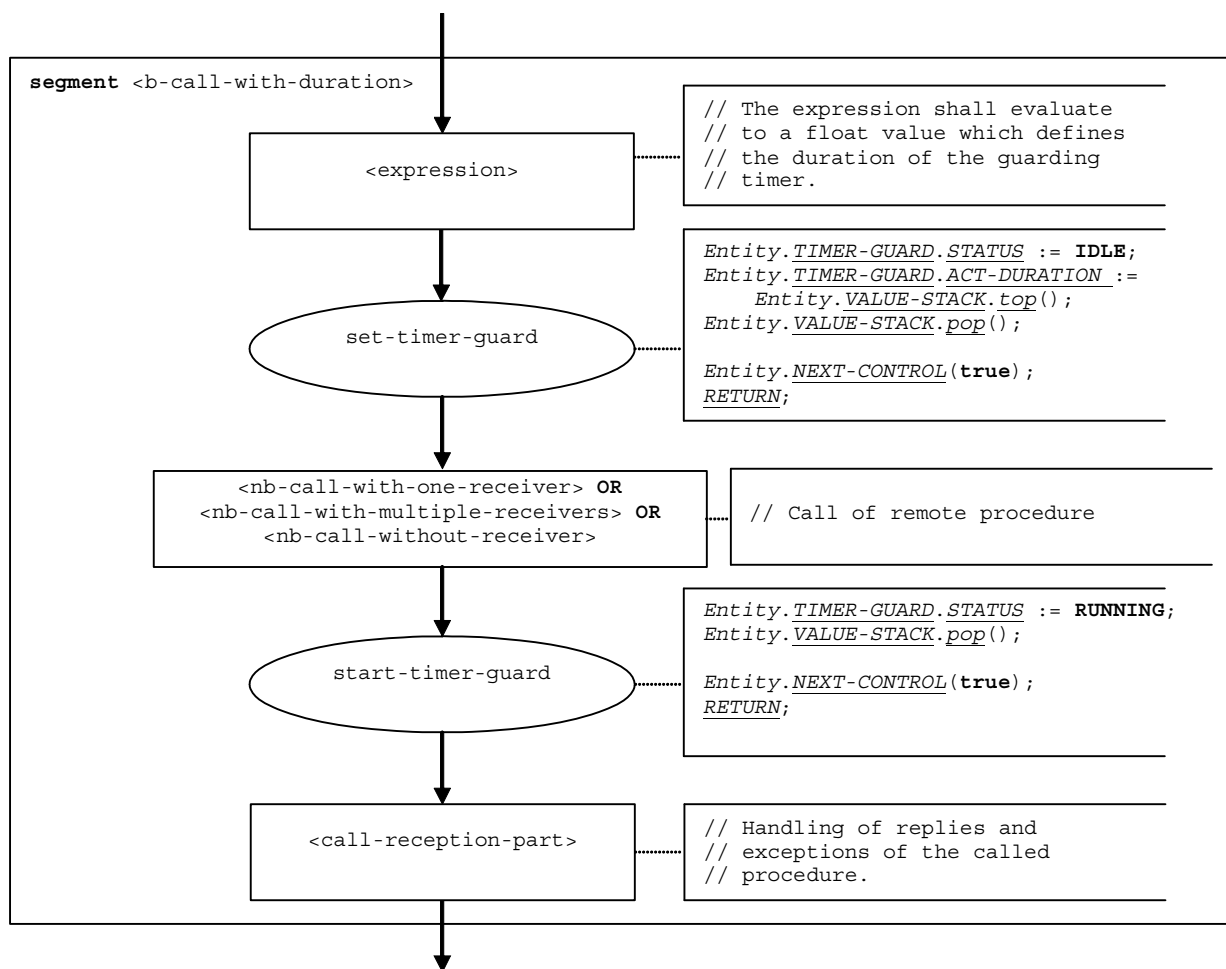 segment <b-call-with-duration>
<expression>
// The expression shall evaluate
// to a float value which defines
// the duration of the guarding
// timer.
set-timer-guard
Entity.TIMER-GUARD.STATUS := IDLE;
Entity.TIMER-GUARD.ACT-DURATION :=
Entity.VALUE-STACK.top();
Entity.VALUE-STACK.pop();
Entity.NEXT-CONTROL(true);
RETURN;
<nb-call-with-one-receiver> OR
<nb-call-with-multiple-receivers> OR
<nb-call-without-receiver>
// Call of remote procedure
start-timer-guard
Entity.TIMER-GUARD.STATUS := RUNNING;
Entity.VALUE-STACK.pop();
Entity.NEXT-CONTROL(true);
RETURN;
<call-reception-part>
// Handling of replies and
// exceptions of the called
// procedure.